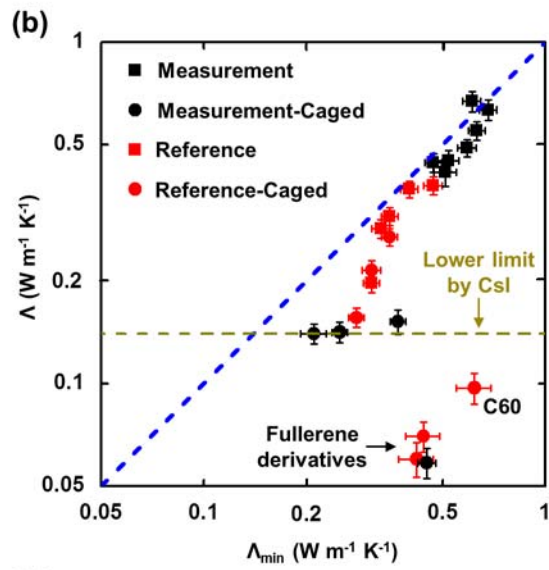 (b)
1
Measurement
Measurement-Caged
0.5
Reference
Reference-Caged
Λ (W m-1 K-1)
Lower limit
by CsI
0.2
0.1
C60
Fullerene
derivatives
0.05
0.05 0.1 0.2 0.5 1
Λmin (W m-1 K-1)